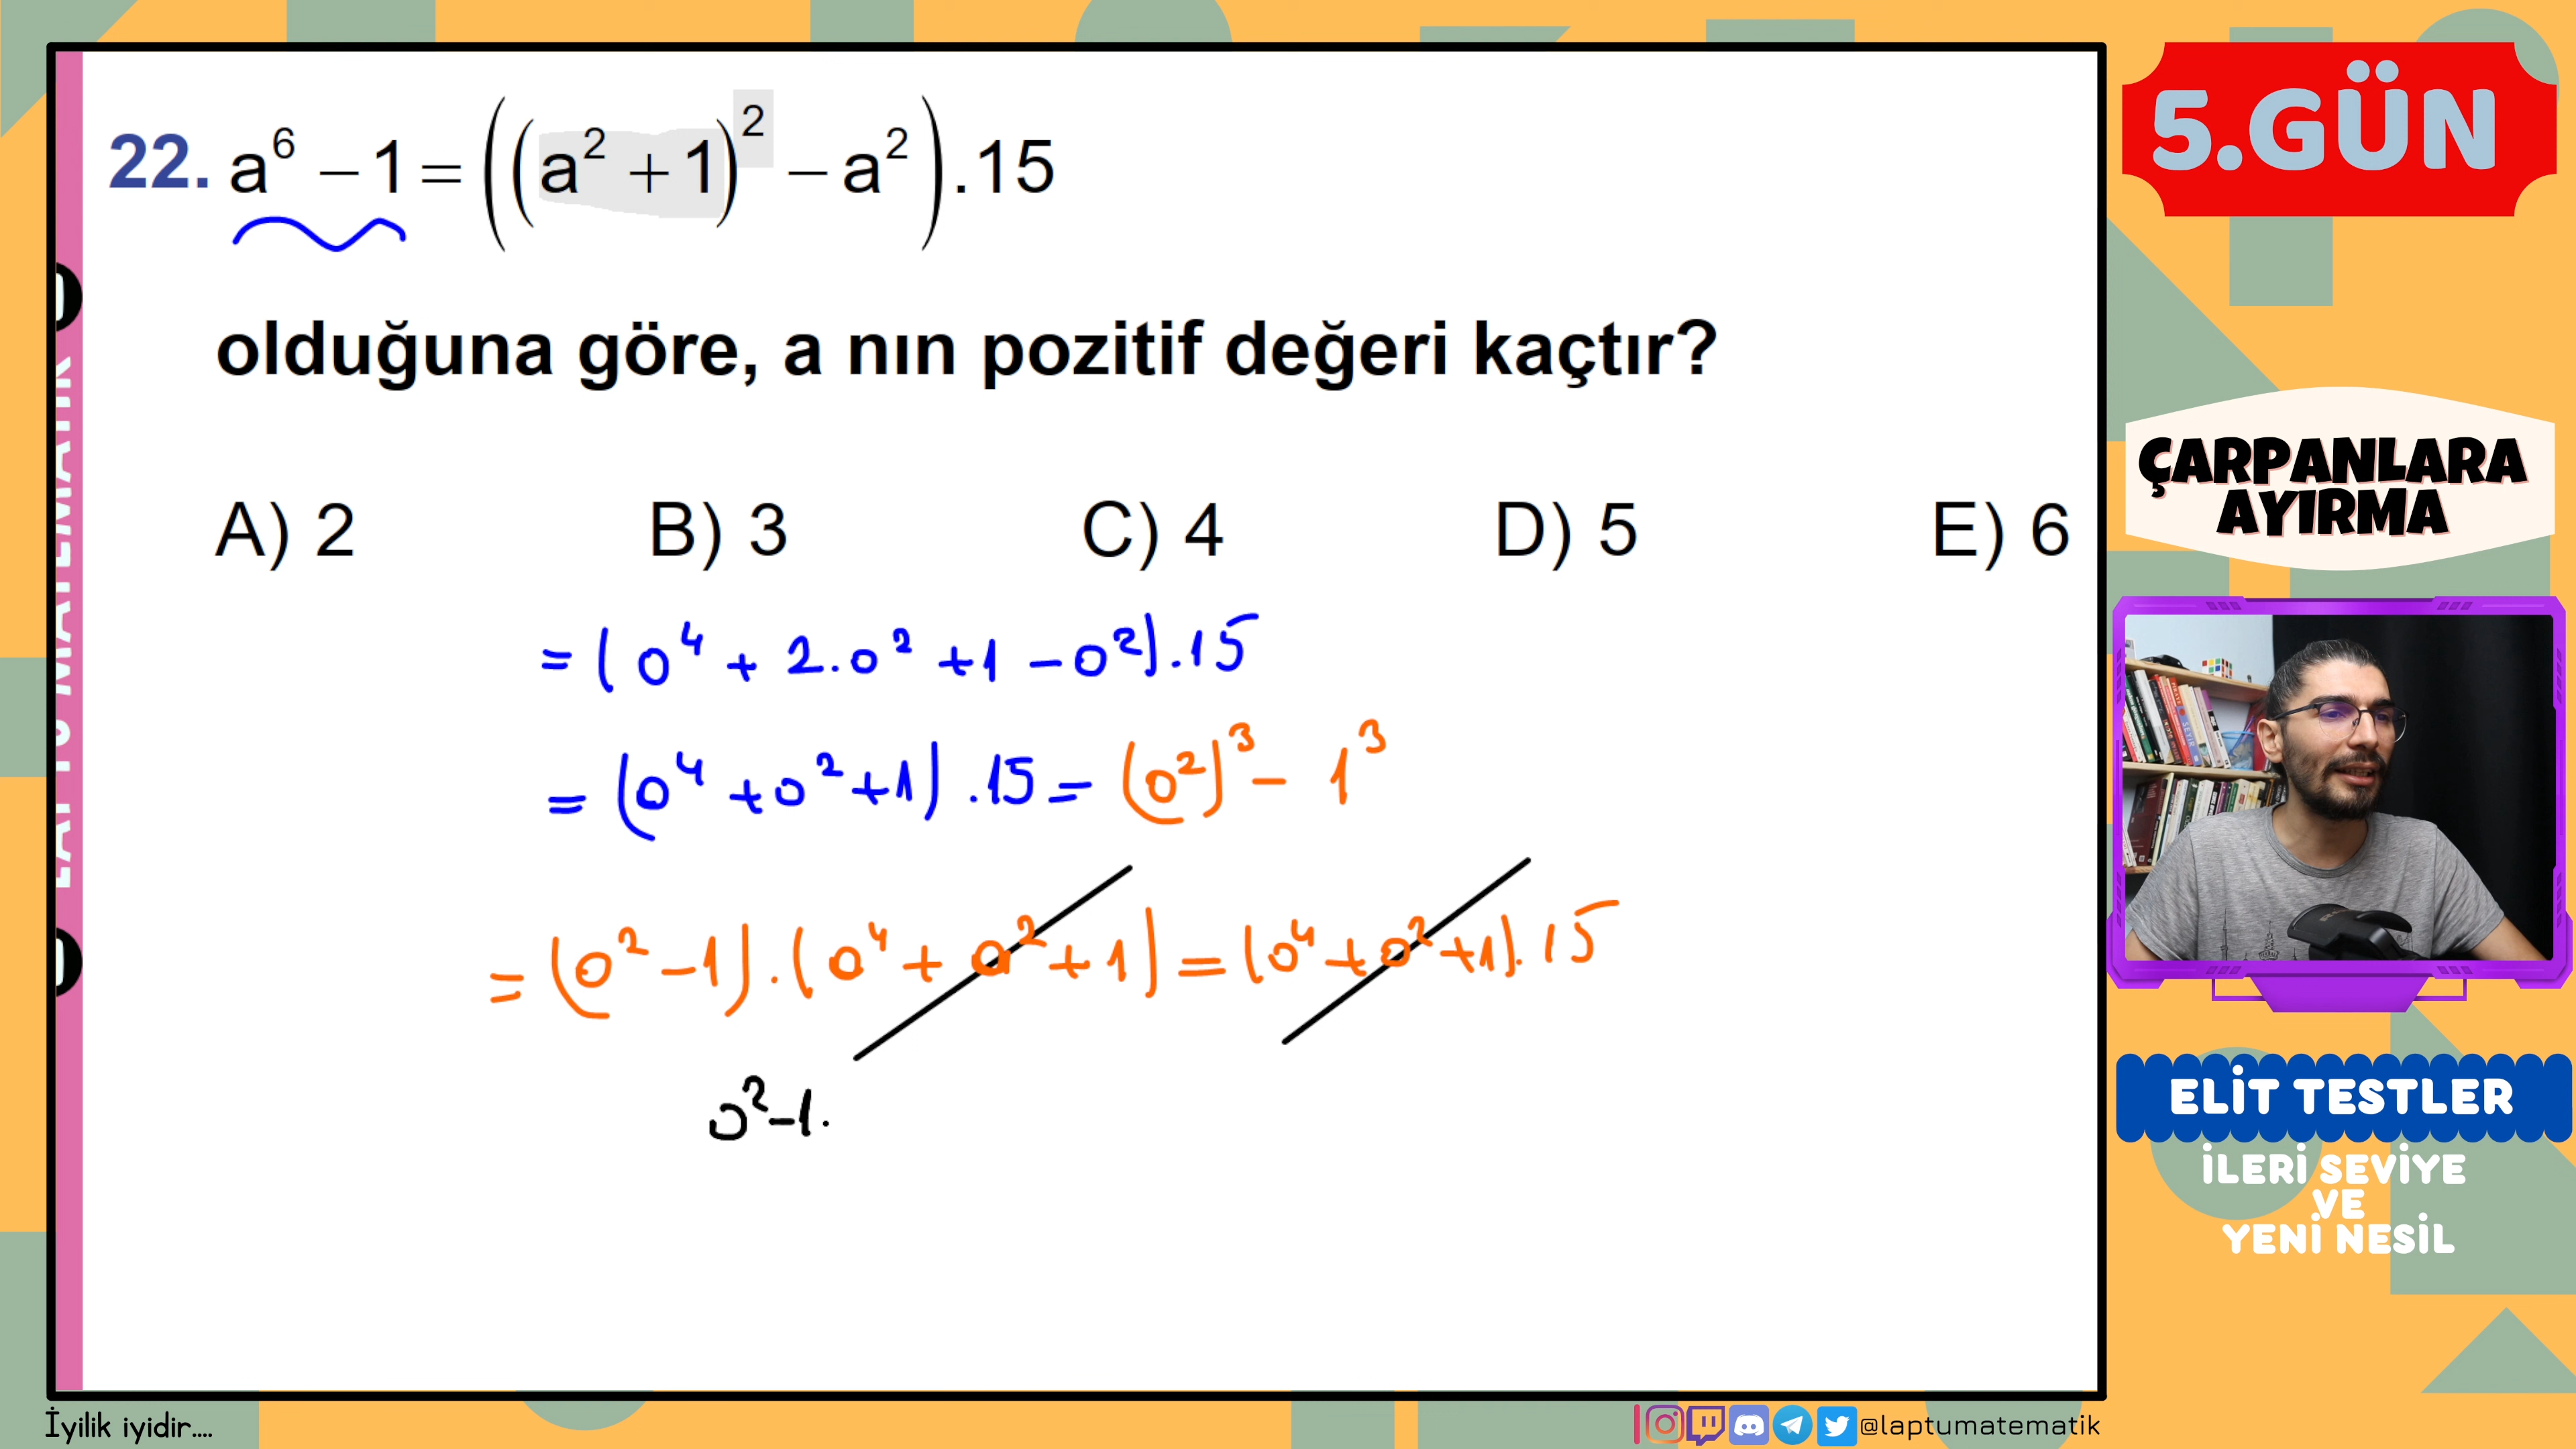 22. a⁶ − 1 = ((a² + 1)² − a²).15
olduğuna göre, a nın pozitif değeri kaçtır?
A) 2 B) 3 C) 4 D) 5 E) 6
= (a⁴ + 2.a² + 1 − a²).15
= (a⁴ + a² + 1).15 = (a²)³ − 1³
= (a² − 1).(a⁴ + a² + 1) = (a⁴ + a² + 1).15
a² − 1.
5.GÜN
ÇARPANLARA
AYIRMA
ELİT TESTLER
İLERİ SEVİYE
VE
YENİ NESİL
İyilik iyidir....
@laptumatematik